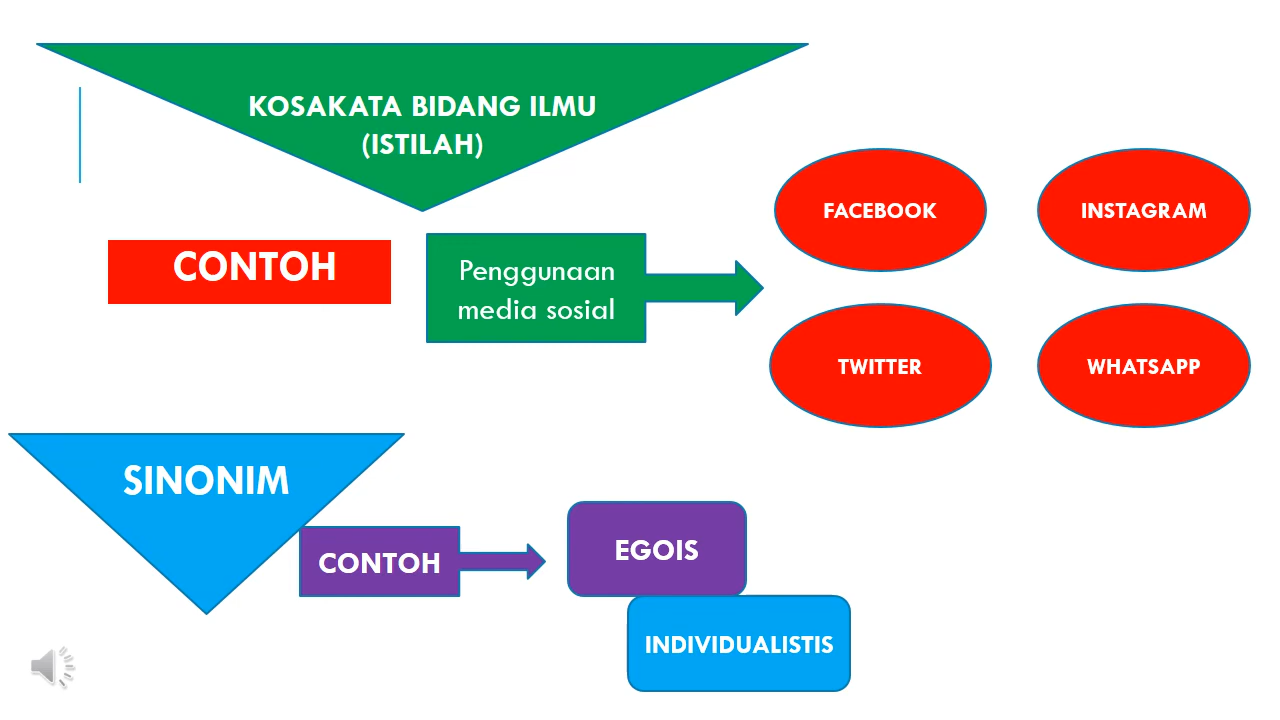 KOSAKATA BIDANG ILMU
(ISTILAH)
CONTOH
Penggunaan
media sosial
FACEBOOK
INSTAGRAM
TWITTER
WHATSAPP
SINONIM
CONTOH
EGOIS
INDIVIDUALISTIS